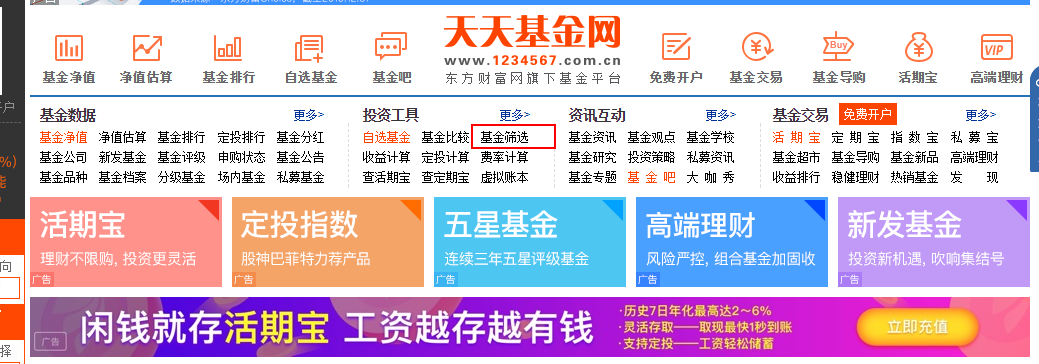 天天基金网
www.1234567.com.cn
东方财富网旗下基金平台
基金净值 净值估算 基金排行 自选基金 基金吧 免费开户 基金交易 基金导购 活期宝 高端理财
Buy
VIP
基金数据 更多>
基金净值 净值估算 基金排行 定投排行 基金分红
基金公司 新发基金 基金评级 申购状态 基金公告
基金品种 基金档案 分级基金 场内基金 私募基金
投资工具 更多>
自选基金 基金比较 基金筛选
收益计算 定投计算 费率计算
查活期宝 查定期宝 虚拟账本
资讯互动 更多>
基金资讯 基金观点 基金学校
基金研究 投资策略 私募资讯
基金专题 基金吧 大咖秀
基金交易 免费开户 更多>
活期宝 定期宝 指数宝 私募宝
基金超市 基金导购 基金新品 高端理财
收益排行 稳健理财 热销基金 发现
活期宝
理财不限购, 投资更灵活
广告
定投指数
股神巴菲特力荐产品
广告
五星基金
连续三年五星评级基金
广告
高端理财
风险严控, 组合基金加固收
广告
新发基金
投资新机遇, 吹响集结号
广告
闲钱就存活期宝 工资越存越有钱
·历史7日年化最高达2～6%
·灵活存取——取现最快1秒到账
·支持定投——工资轻松储蓄
立即充值
广告
开户
%)
能
向
择